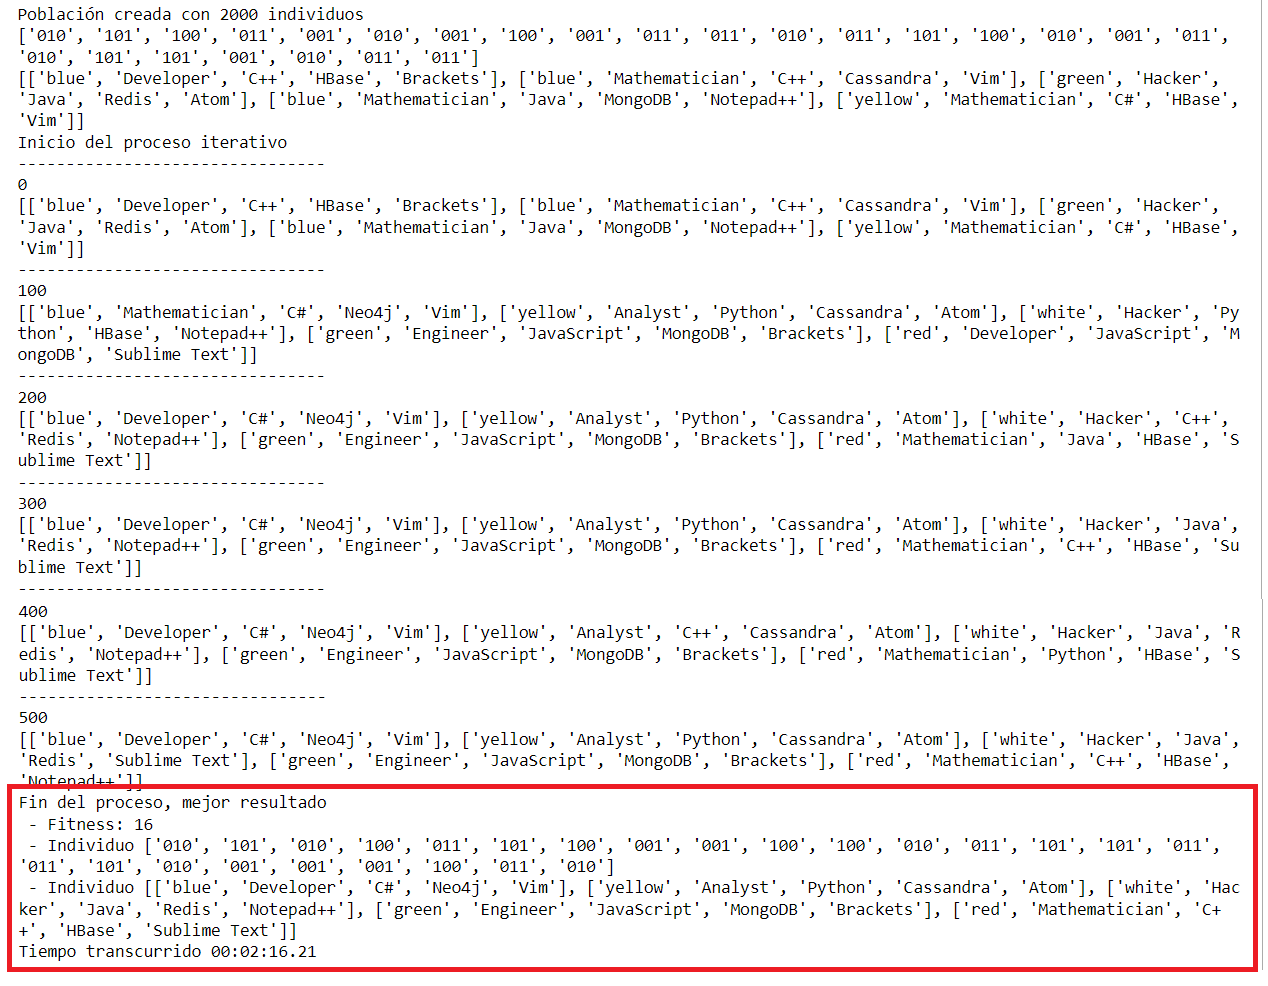 Población creada con 2000 individuos
['010', '101', '100', '011', '001', '010', '001', '100', '001', '011', '011', '010', '011', '101', '100', '010', '001', '011',
'010', '101', '101', '001', '010', '011', '011']
[['blue', 'Developer', 'C++', 'HBase', 'Brackets'], ['blue', 'Mathematician', 'C++', 'Cassandra', 'Vim'], ['green', 'Hacker',
'Java', 'Redis', 'Atom'], ['blue', 'Mathematician', 'Java', 'MongoDB', 'Notepad++'], ['yellow', 'Mathematician', 'C#', 'HBase',
'Vim']]
Inicio del proceso iterativo
--------------------------------
0
[['blue', 'Developer', 'C++', 'HBase', 'Brackets'], ['blue', 'Mathematician', 'C++', 'Cassandra', 'Vim'], ['green', 'Hacker',
'Java', 'Redis', 'Atom'], ['blue', 'Mathematician', 'Java', 'MongoDB', 'Notepad++'], ['yellow', 'Mathematician', 'C#', 'HBase',
'Vim']]
--------------------------------
100
[['blue', 'Mathematician', 'C#', 'Neo4j', 'Vim'], ['yellow', 'Analyst', 'Python', 'Cassandra', 'Atom'], ['white', 'Hacker', 'Py
thon', 'HBase', 'Notepad++'], ['green', 'Engineer', 'JavaScript', 'MongoDB', 'Brackets'], ['red', 'Developer', 'JavaScript', 'M
ongoDB', 'Sublime Text']]
--------------------------------
200
[['blue', 'Developer', 'C#', 'Neo4j', 'Vim'], ['yellow', 'Analyst', 'Python', 'Cassandra', 'Atom'], ['white', 'Hacker', 'C++',
'Redis', 'Notepad++'], ['green', 'Engineer', 'JavaScript', 'MongoDB', 'Brackets'], ['red', 'Mathematician', 'Java', 'HBase', 'S
ublime Text']]
--------------------------------
300
[['blue', 'Developer', 'C#', 'Neo4j', 'Vim'], ['yellow', 'Analyst', 'Python', 'Cassandra', 'Atom'], ['white', 'Hacker', 'Java',
'Redis', 'Notepad++'], ['green', 'Engineer', 'JavaScript', 'MongoDB', 'Brackets'], ['red', 'Mathematician', 'C++', 'HBase', 'Su
blime Text']]
--------------------------------
400
[['blue', 'Developer', 'C#', 'Neo4j', 'Vim'], ['yellow', 'Analyst', 'C++', 'Cassandra', 'Atom'], ['white', 'Hacker', 'Java', 'R
edis', 'Notepad++'], ['green', 'Engineer', 'JavaScript', 'MongoDB', 'Brackets'], ['red', 'Mathematician', 'Python', 'HBase', 'S
ublime Text']]
--------------------------------
500
[['blue', 'Developer', 'C#', 'Neo4j', 'Vim'], ['yellow', 'Analyst', 'Python', 'Cassandra', 'Atom'], ['white', 'Hacker', 'Java',
'Redis', 'Sublime Text'], ['green', 'Engineer', 'JavaScript', 'MongoDB', 'Brackets'], ['red', 'Mathematician', 'C++', 'HBase',
'Notepad++']]
Fin del proceso, mejor resultado
 - Fitness: 16
 - Individuo ['010', '101', '010', '100', '011', '101', '100', '001', '001', '100', '100', '010', '011', '101', '101', '011',
'011', '101', '010', '001', '001', '001', '100', '011', '010']
 - Individuo [['blue', 'Developer', 'C#', 'Neo4j', 'Vim'], ['yellow', 'Analyst', 'Python', 'Cassandra', 'Atom'], ['white', 'Hac
ker', 'Java', 'Redis', 'Notepad++'], ['green', 'Engineer', 'JavaScript', 'MongoDB', 'Brackets'], ['red', 'Mathematician', 'C+
+', 'HBase', 'Sublime Text']]
Tiempo transcurrido 00:02:16.21